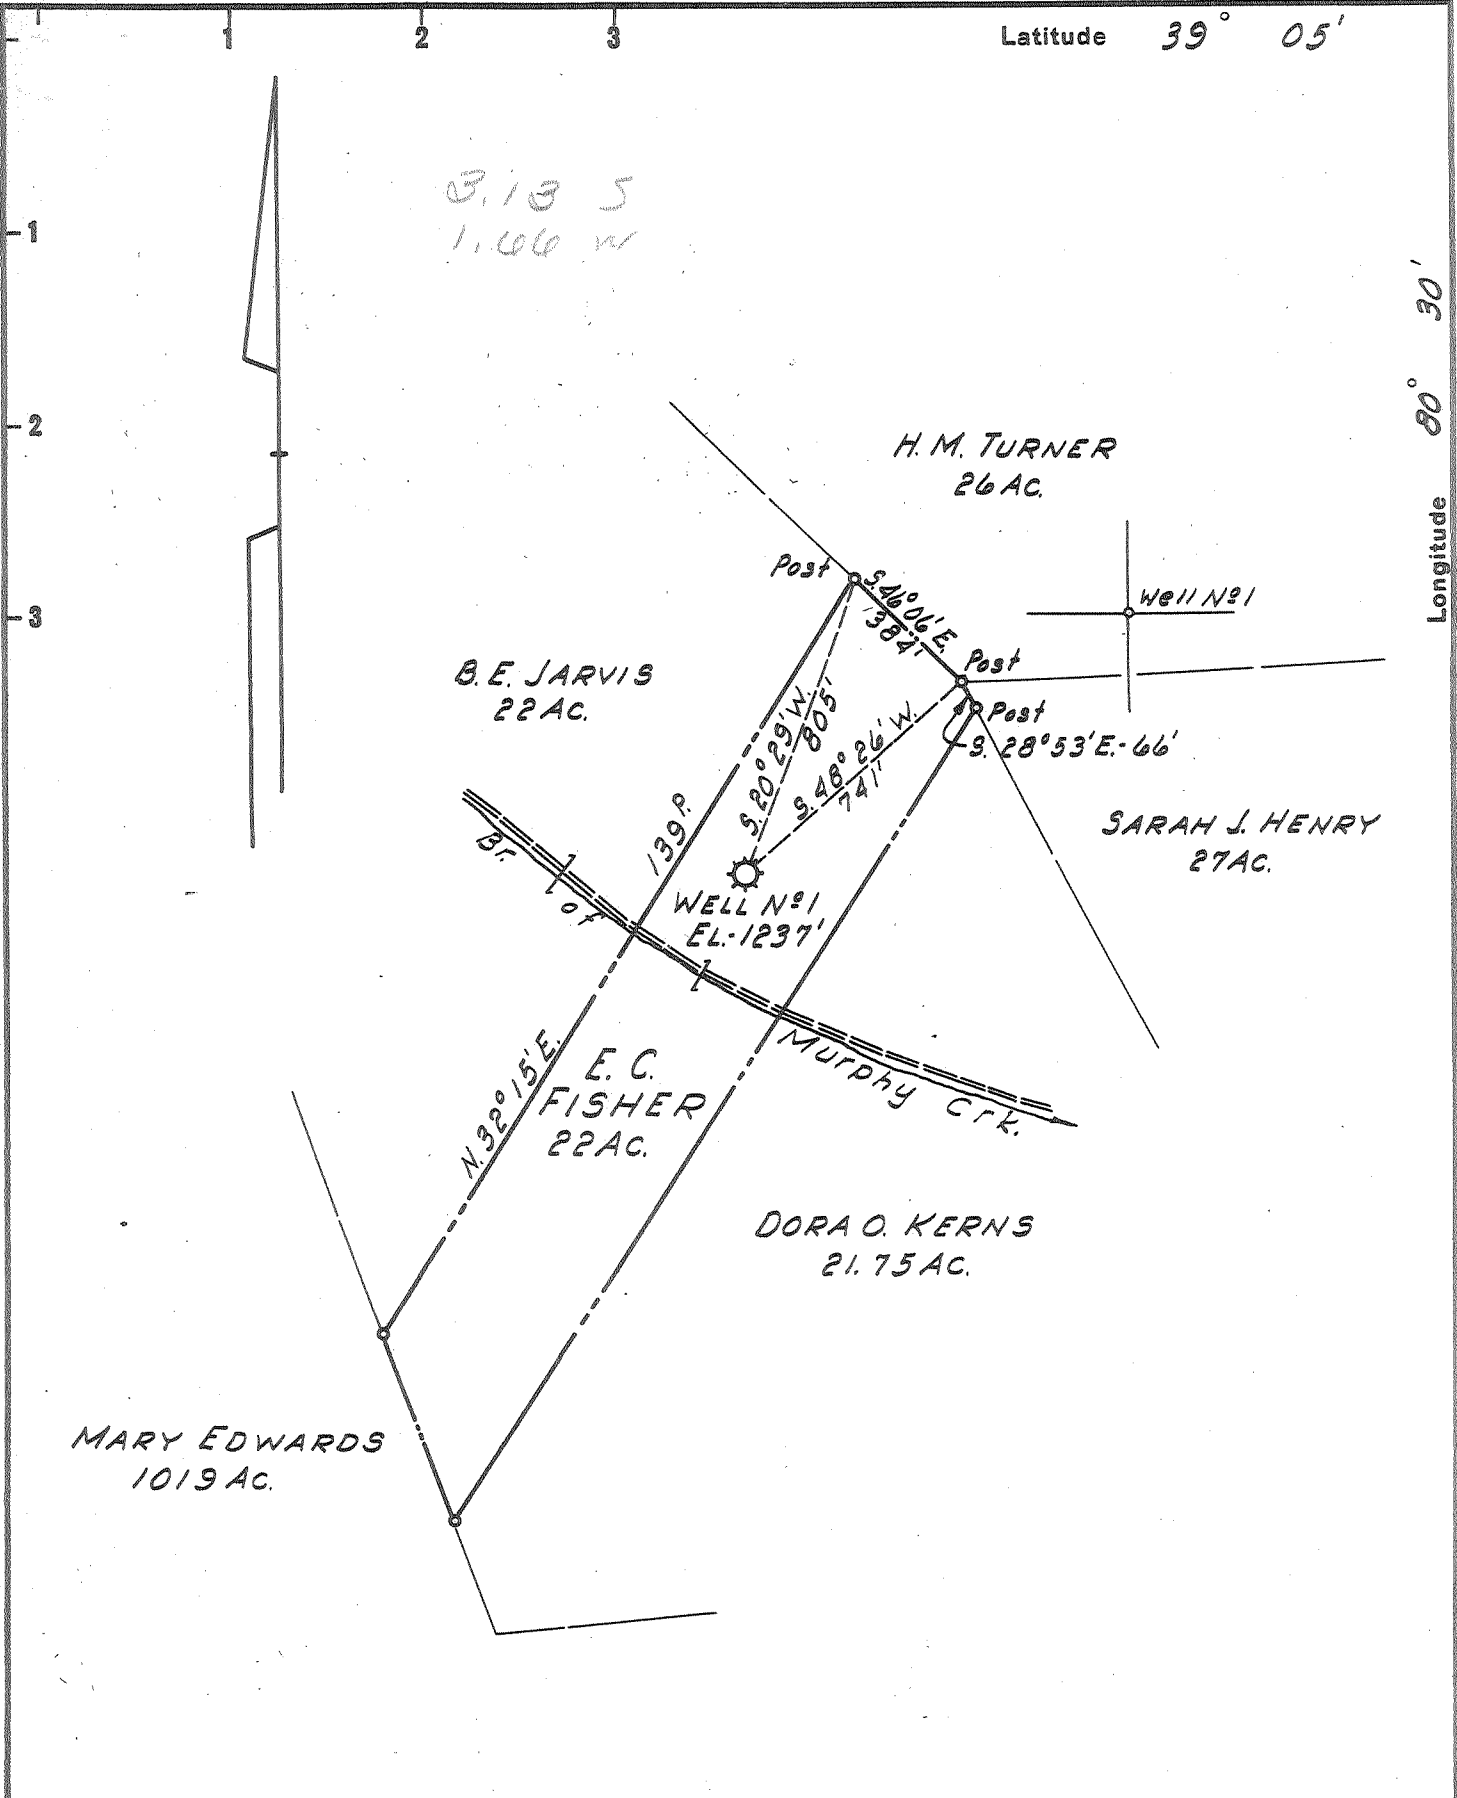 1 2 3 Latitude 39° 05'
3.13 S
1.66 W
1
2
3
Longitude 80° 30'
H. M. TURNER
26 AC.
Post
S. 46° 06' E.
384'
Well Nº 1
Post
Post
S. 28° 53' E. - 66'
B. E. JARVIS
22 AC.
S. 20° 29' W.
805'
S. 48° 26' W.
741'
139 P.
SARAH J. HENRY
27 AC.
WELL Nº 1
EL. - 1237'
Br. of Murphy Crk.
N. 32° 15' E.
E. C.
FISHER
22 AC.
DORA O. KERNS
21.75 AC.
MARY EDWARDS
1019 AC.